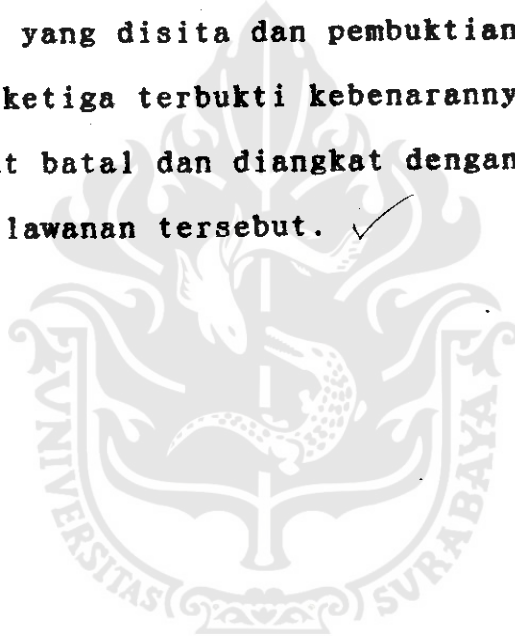 yang disita dan pembuktian
ketiga terbukti kebenaranny
t batal dan diangkat dengan
lawanan tersebut.
UNIVERSITAS SURABAYA